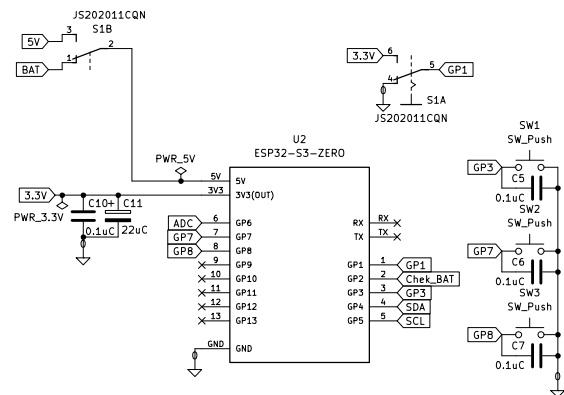 JS202011CQN
S1B
3
5V
2
BAT
1
3.3V
6
5
GP1
4
S1A
JS202011CQN
U2
ESP32-S3-ZERO
PWR_5V
5V
5V
3.3V
3V3
3V3(OUT)
PWR_3.3V
C10+
C11
0.1uC
22uC
ADC
6
GP6
GP7
7
GP7
GP8
8
GP8
9
GP9
10
GP10
11
GP11
12
GP12
13
GP13
GND
GND
RX
RX
TX
TX
GP1
1
GP1
GP2
2
Chek_BAT
GP3
3
GP3
GP4
4
SDA
GP5
5
SCL
SW1
SW_Push
GP3
C5
0.1uC
SW2
SW_Push
GP7
C6
0.1uC
SW3
SW_Push
GP8
C7
0.1uC